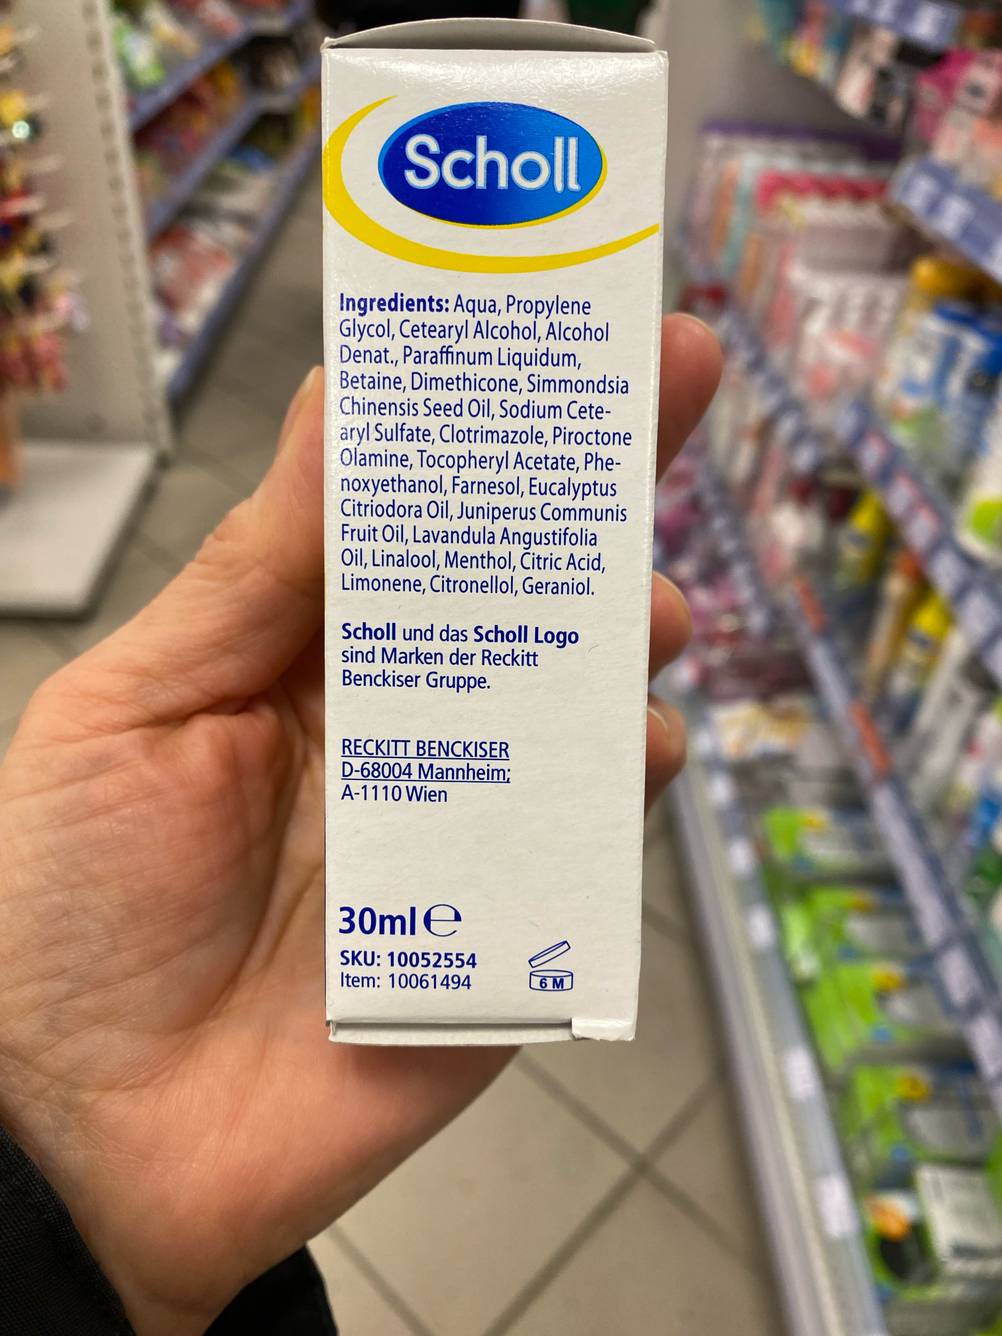 Scholl
Ingredients: Aqua, Propylene
Glycol, Cetearyl Alcohol, Alcohol
Denat., Paraffinum Liquidum,
Betaine, Dimethicone, Simmondsia
Chinensis Seed Oil, Sodium Cete-
aryl Sulfate, Clotrimazole, Piroctone
Olamine, Tocopheryl Acetate, Phe-
noxyethanol, Farnesol, Eucalyptus
Citriodora Oil, Juniperus Communis
Fruit Oil, Lavandula Angustifolia
Oil, Linalool, Menthol, Citric Acid,
Limonene, Citronellol, Geraniol.
Scholl und das Scholl Logo
sind Marken der Reckitt
Benckiser Gruppe.
RECKITT BENCKISER
D-68004 Mannheim;
A-1110 Wien
30ml ℮
SKU: 10052554
Item: 10061494
6 M